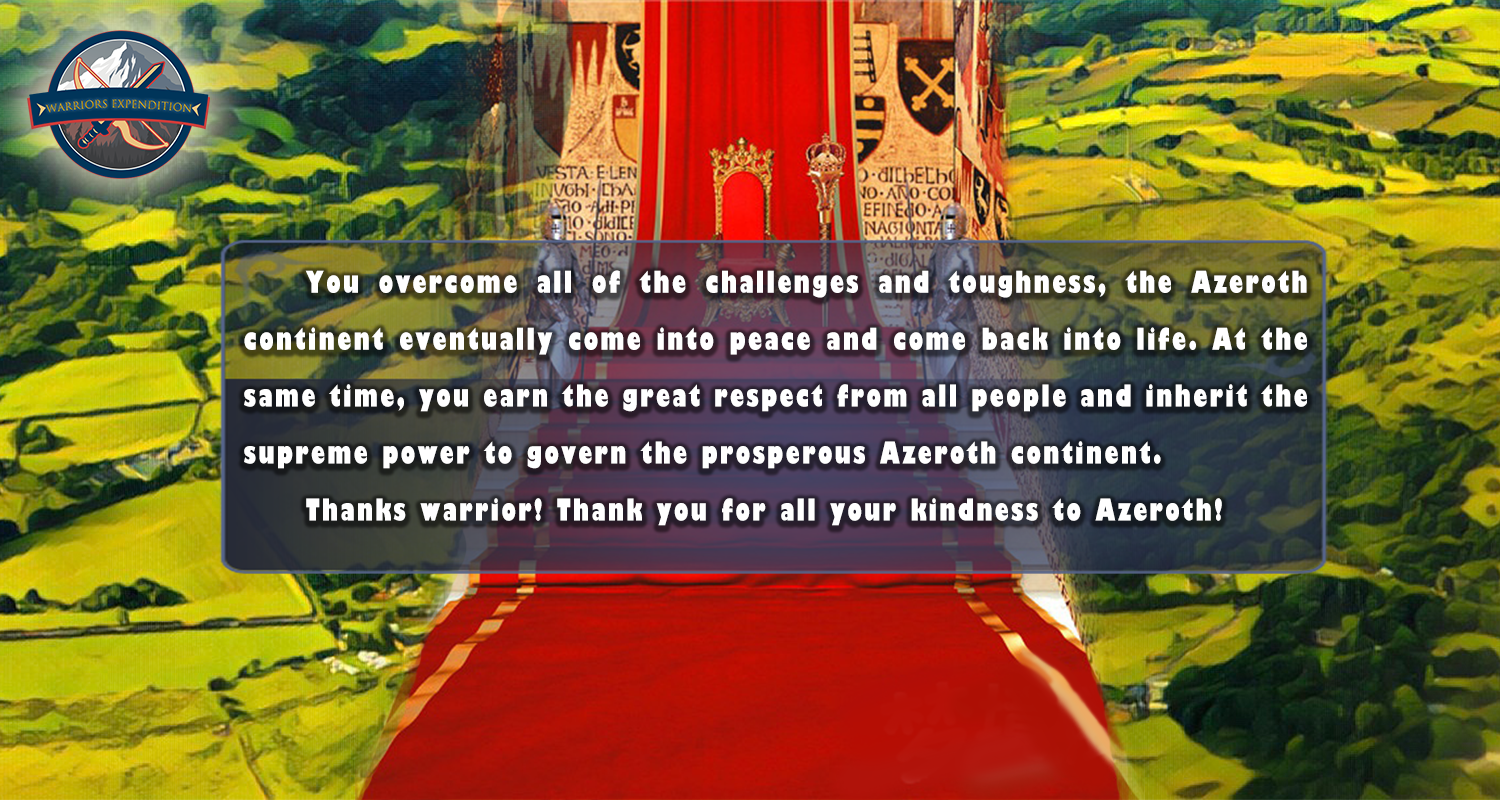 WARRIORS EXPENDITION
VESTA·E·LEN
You overcome all of the challenges and toughness, the Azeroth
continent eventually come into peace and come back into life. At the
same time, you earn the great respect from all people and inherit the
supreme power to govern the prosperous Azeroth continent.
Thanks warrior! Thank you for all your kindness to Azeroth!